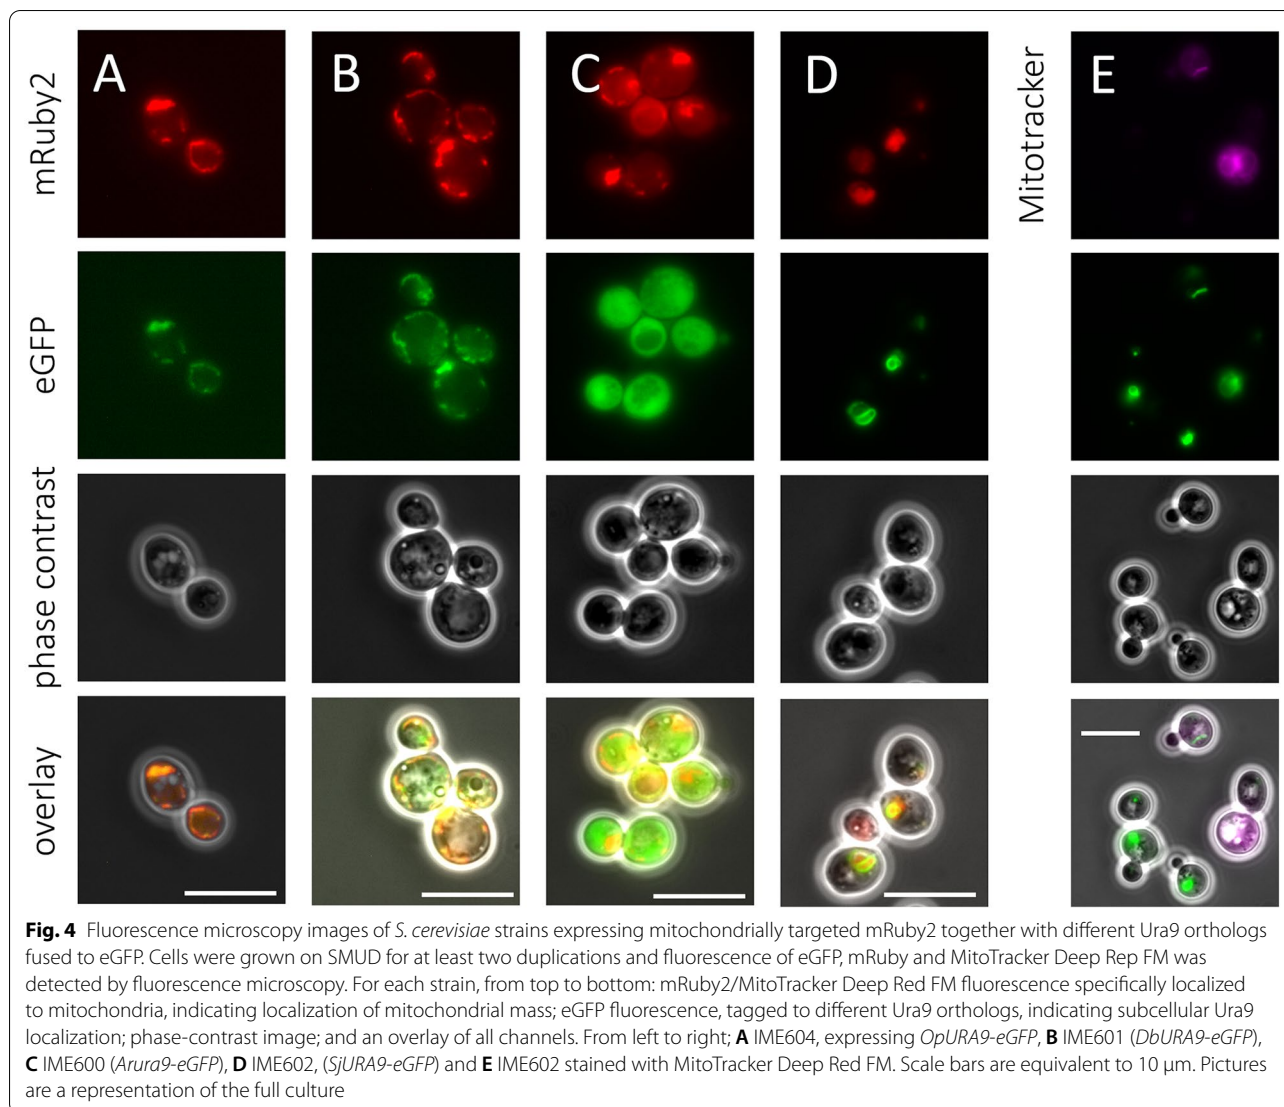 A
B
C
D
E
mRuby2
Mitotracker
eGFP
phase contrast
overlay
Fig. 4 Fluorescence microscopy images of S. cerevisiae strains expressing mitochondrially targeted mRuby2 together with different Ura9 orthologs
fused to eGFP. Cells were grown on SMUD for at least two duplications and fluorescence of eGFP, mRuby and MitoTracker Deep Rep FM was
detected by fluorescence microscopy. For each strain, from top to bottom: mRuby2/MitoTracker Deep Red FM fluorescence specifically localized
to mitochondria, indicating localization of mitochondrial mass; eGFP fluorescence, tagged to different Ura9 orthologs, indicating subcellular Ura9
localization; phase-contrast image; and an overlay of all channels. From left to right; A IME604, expressing OpURA9-eGFP, B IME601 (DbURA9-eGFP),
C IME600 (Arura9-eGFP), D IME602, (SjURA9-eGFP) and E IME602 stained with MitoTracker Deep Red FM. Scale bars are equivalent to 10 µm. Pictures
are a representation of the full culture